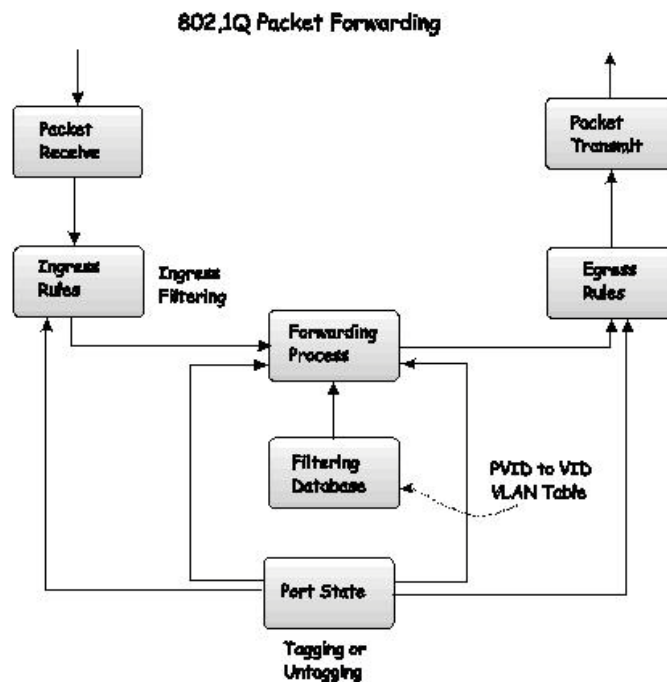 802,1Q Packet Forwarding
Packet
Receive
Packet
Transmit
Ingress
Rules
Ingress
Filtering
Egress
Rules
Forwarding
Process
Filtering
Database
PVID to VID
VLAN Table
Port State
Tagging or
Untagging